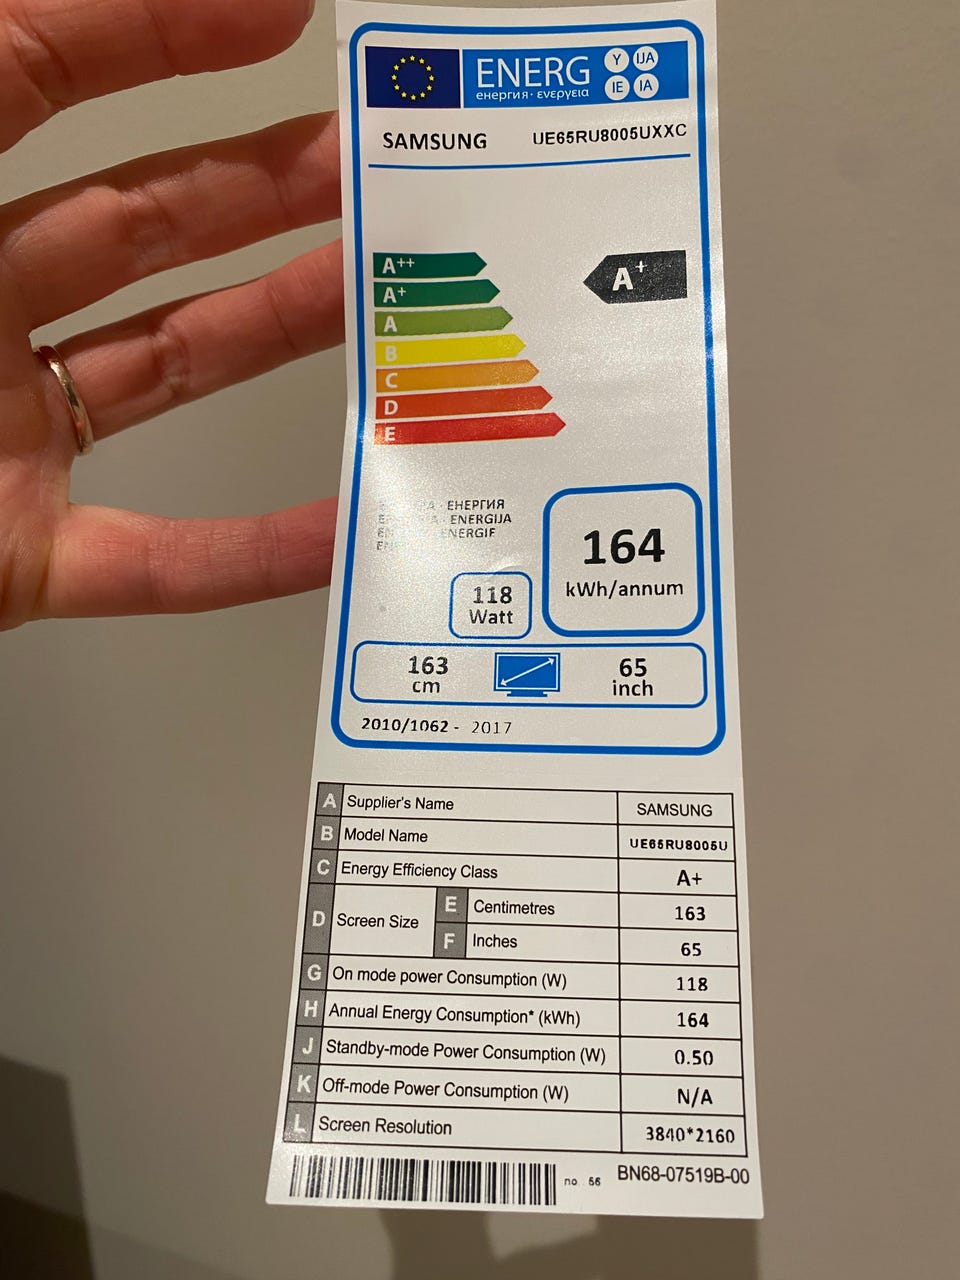 ENERG Y IJA
енергия · ενεργεια IE IA
SAMSUNG UE65RU8005UXXC
A++
A+
A+
A
B
C
D
E
· ЕНЕРГИЯ
· ENERGIJA
ENERGIE
164
kWh/annum
118
Watt
163
cm
65
inch
2010/1062 - 2017
A Supplier's Name SAMSUNG
B Model Name UE65RU8005U
C Energy Efficiency Class A+
D Screen Size E Centimetres 163
F Inches 65
G On mode power Consumption (W) 118
H Annual Energy Consumption* (kWh) 164
J Standby-mode Power Consumption (W) 0.50
K Off-mode Power Consumption (W) N/A
L Screen Resolution 3840*2160
no 56 BN68-07519B-00